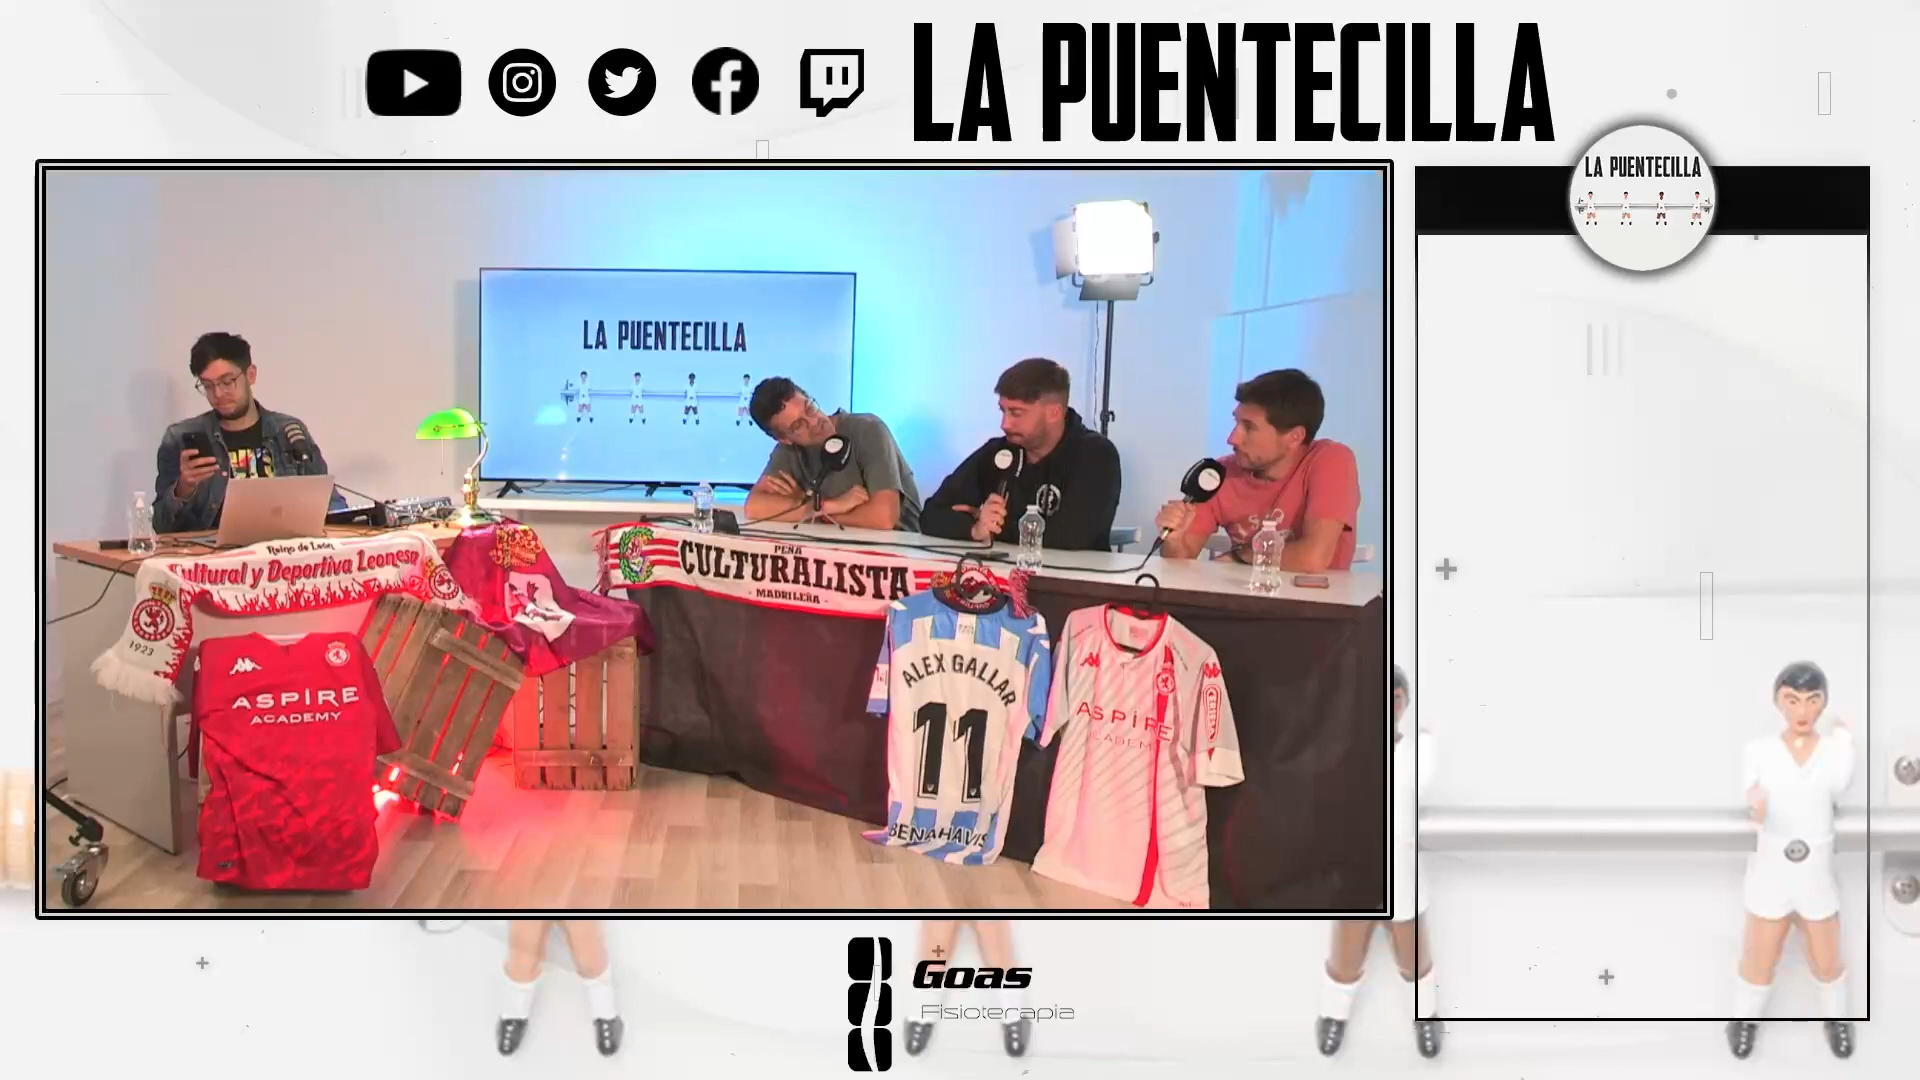 LA PUENTECILLA
LA PUENTECILLA
LA PUENTECILLA
Reino de León
Cultural y Deportiva Leonesa
1923
PEÑA
CULTURALISTA
- MADRILEÑA -
ASPIRE
ACADEMY
ALEX GALLAR
11
BENAHAVIS
ASPIRE
ACADEMY
Goas
Fisioterapia